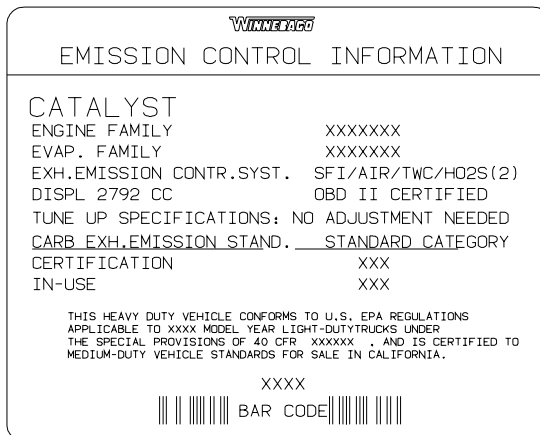 WINNEBAGO
EMISSION CONTROL INFORMATION
CATALYST
ENGINE FAMILY XXXXXXX
EVAP. FAMILY XXXXXXX
EXH.EMISSION CONTR.SYST. SFI/AIR/TWC/HO2S(2)
DISPL 2792 CC OBD II CERTIFIED
TUNE UP SPECIFICATIONS: NO ADJUSTMENT NEEDED
CARB EXH.EMISSION STAND. STANDARD CATEGORY
CERTIFICATION XXX
IN-USE XXX
THIS HEAVY DUTY VEHICLE CONFORMS TO U.S. EPA REGULATIONS
APPLICABLE TO XXXX MODEL YEAR LIGHT-DUTYTRUCKS UNDER
THE SPECIAL PROVISIONS OF 40 CFR XXXXXX . AND IS CERTIFIED TO
MEDIUM-DUTY VEHICLE STANDARDS FOR SALE IN CALIFORNIA.
XXXX
BAR CODE